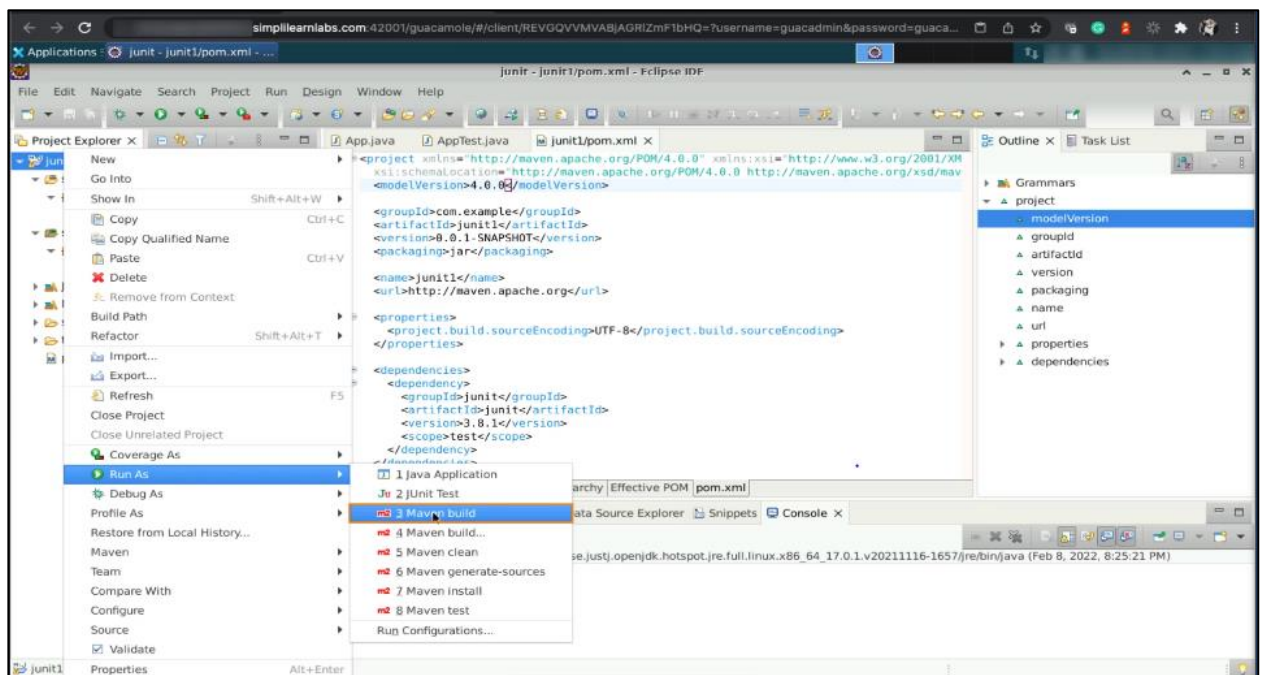 simplilearnlabs.com:42001/guacamole/#/client/REVGQVVMVABjAGRlZmF1bHQ=?username=guacadmin&password=guaca...
Applications junit - junit1/pom.xml - ...
junit - junit1/pom.xml - Eclipse IDE
File Edit Navigate Search Project Run Design Window Help
Project Explorer App.java AppTest.java junit1/pom.xml Outline Task List
jun
New
Go Into
Show In Shift+Alt+W
Copy Ctrl+C
Copy Qualified Name
Paste Ctrl+V
Delete
Remove from Context
Build Path
Refactor Shift+Alt+T
Import...
Export...
Refresh F5
Close Project
Close Unrelated Project
Coverage As
Run As
Debug As
Profile As
Restore from Local History...
Maven
Team
Compare With
Configure
Source
Validate
Properties Alt+Enter
junit1
1 Java Application
Ju 2 JUnit Test
m2 3 Maven build
m2 4 Maven build...
m2 5 Maven clean
m2 6 Maven generate-sources
m2 7 Maven install
m2 8 Maven test
Run Configurations...
<project xmlns="http://maven.apache.org/POM/4.0.0" xmlns:xsi="http://www.w3.org/2001/XM
xsi:schemaLocation="http://maven.apache.org/POM/4.0.0 http://maven.apache.org/xsd/mav
<modelVersion>4.0.0</modelVersion>
<groupId>com.example</groupId>
<artifactId>junit1</artifactId>
<version>0.0.1-SNAPSHOT</version>
<packaging>jar</packaging>
<name>junit1</name>
<url>http://maven.apache.org</url>
<properties>
<project.build.sourceEncoding>UTF-8</project.build.sourceEncoding>
</properties>
<dependencies>
<dependency>
<groupId>junit</groupId>
<artifactId>junit</artifactId>
<version>3.8.1</version>
<scope>test</scope>
</dependency>
</dependencies>
archy Effective POM pom.xml
ata Source Explorer Snippets Console
se.justj.openjdk.hotspot.jre.full.linux.x86_64_17.0.1.v20211116-1657/jre/bin/java (Feb 8, 2022, 8:25:21 PM)
Grammars
project
modelVersion
groupId
artifactId
version
packaging
name
url
properties
dependencies